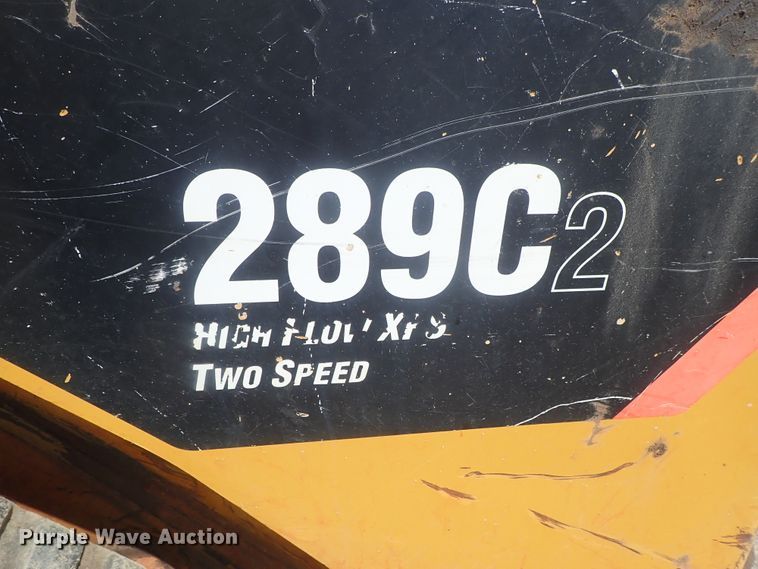 289C2
HIGH FLOW XPS
TWO SPEED
Purple Wave Auction